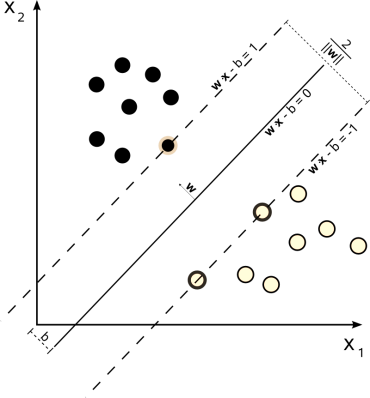 X₂
w·x - b = 1
2
||w||
w·x - b = 0
w·x - b = -1
w
b
X₁